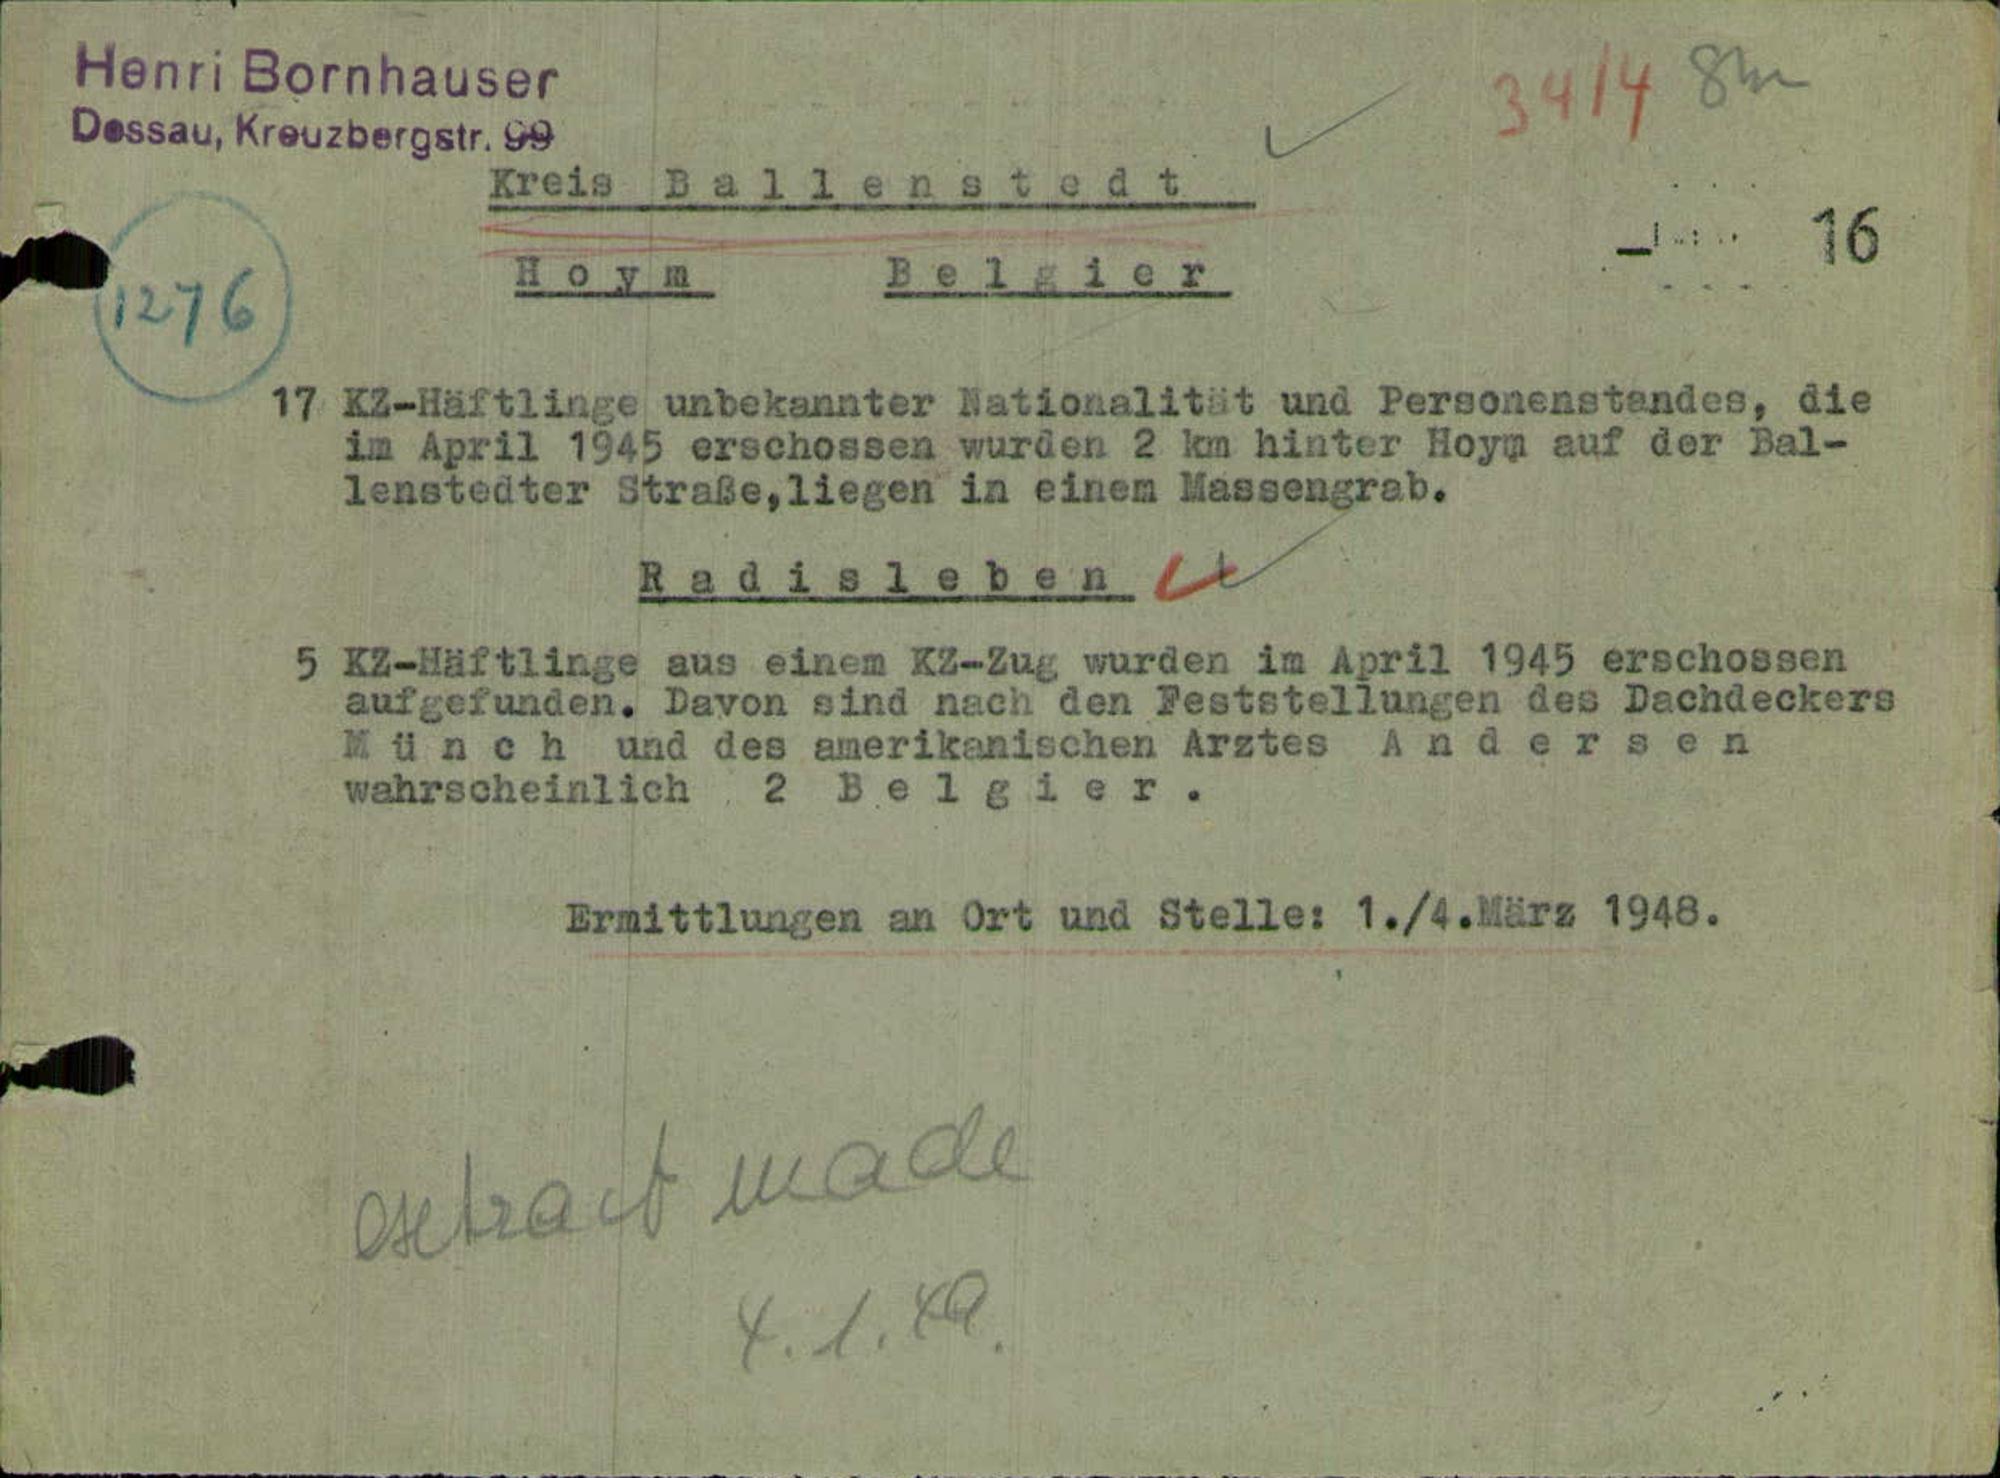 Henri Bornhauser
Dessau, Kreuzbergstr. 99
34/4
Kreis Ballenstedt
16
Hoym Belgier
1276
17 KZ-Häftlinge unbekannter Nationalität und Personenstandes, die
im April 1945 erschossen wurden 2 km hinter Hoym auf der Bal-
lenstedter Straße,liegen in einem Massengrab.
Radisleben
5 KZ-Häftlinge aus einem KZ-Zug wurden im April 1945 erschossen
aufgefunden. Davon sind nach den Feststellungen des Dachdeckers
Münch und des amerikanischen Arztes Andersen
wahrscheinlich 2 Belgier.
Ermittlungen an Ort und Stelle: 1./4.März 1948.
extract made
4.1.49.